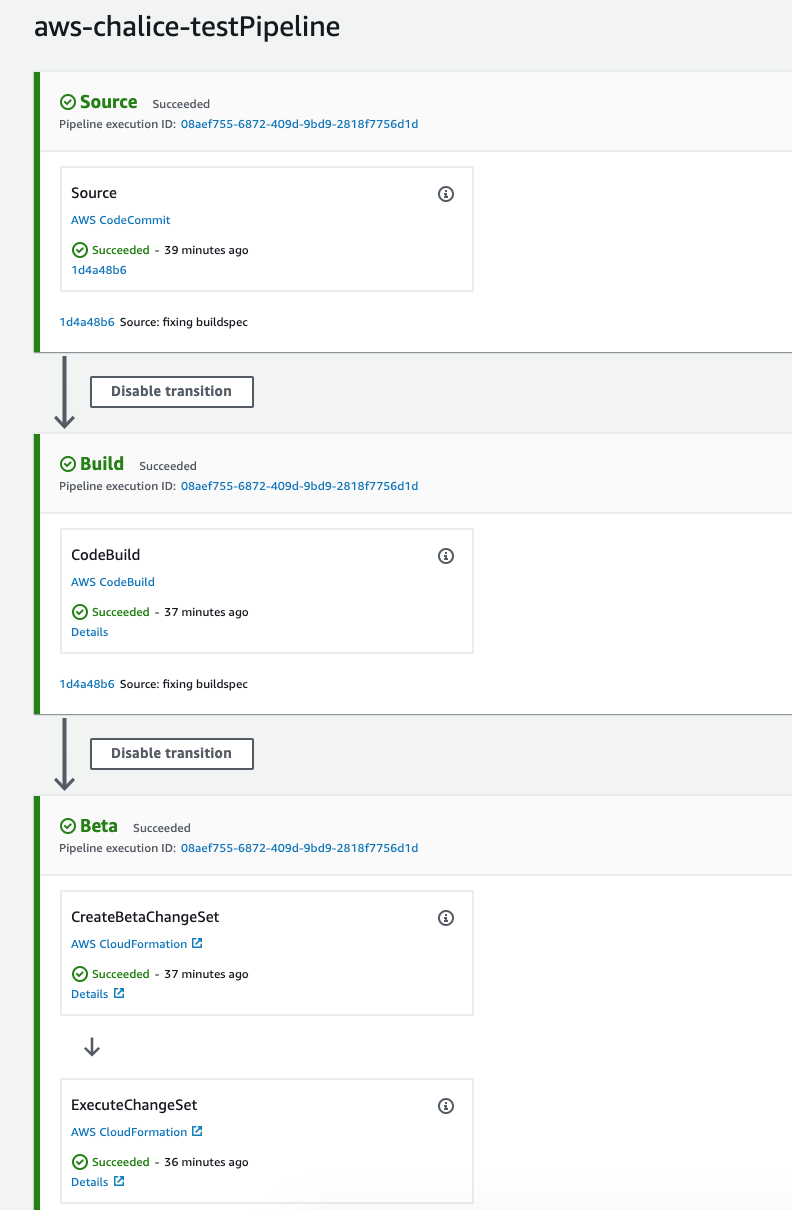 aws-chalice-testPipeline
Source Succeeded
Pipeline execution ID: 08aef755-6872-409d-9bd9-2818f7756d1d
Source
AWS CodeCommit
Succeeded - 39 minutes ago
1d4a48b6
1d4a48b6 Source: fixing buildspec
Disable transition
Build Succeeded
Pipeline execution ID: 08aef755-6872-409d-9bd9-2818f7756d1d
CodeBuild
AWS CodeBuild
Succeeded - 37 minutes ago
Details
1d4a48b6 Source: fixing buildspec
Disable transition
Beta Succeeded
Pipeline execution ID: 08aef755-6872-409d-9bd9-2818f7756d1d
CreateBetaChangeSet
AWS CloudFormation
Succeeded - 37 minutes ago
Details
ExecuteChangeSet
AWS CloudFormation
Succeeded - 36 minutes ago
Details